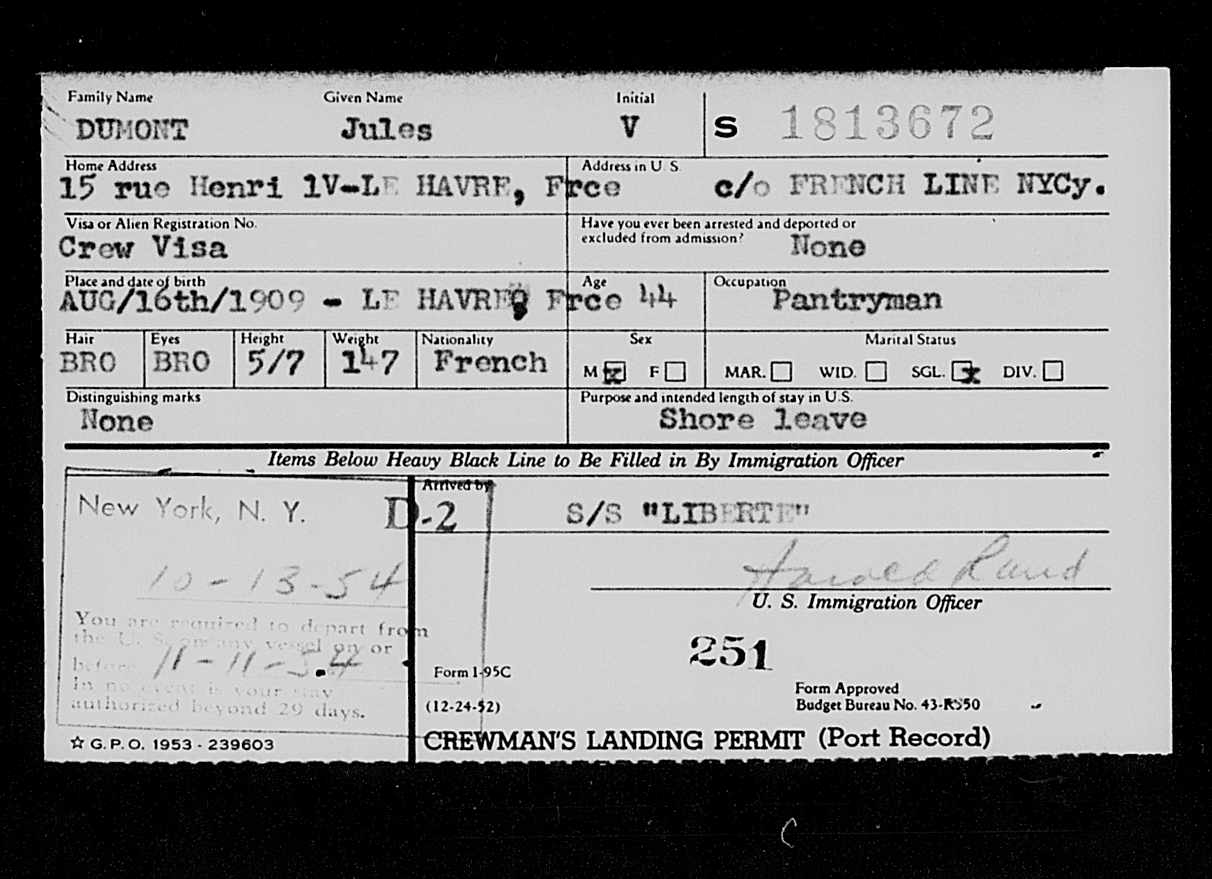 Family Name Given Name Initial
DUMONT Jules V S 1813672
Home Address Address in U. S.
15 rue Henri 1V-LE HAVRE, Frce c/o FRENCH LINE NYCy.
Visa or Alien Registration No. Have you ever been arrested and deported or
excluded from admission?
Crew Visa None
Place and date of birth Age Occupation
AUG/16th/1909 - LE HAVRE, Frce 44 Pantryman
Hair Eyes Height Weight Nationality Sex Marital Status
BRO BRO 5/7 147 French M x F MAR. WID. SGL. x DIV.
Distinguishing marks Purpose and intended length of stay in U.S.
None Shore leave
Items Below Heavy Black Line to Be Filled in By Immigration Officer
Arrived by
New York, N. Y. D-2 S/S "LIBERTE"
10-13-54 Harold Rand
U. S. Immigration Officer
You are required to depart from
the U. S. on any vessel on or
before 11-11-54
In no event is your stay
authorized beyond 29 days.
251
Form I-95C
(12-24-52)
Form Approved
Budget Bureau No. 43-R350
☆ G. P. O. 1953 - 239603
CREWMAN'S LANDING PERMIT (Port Record)